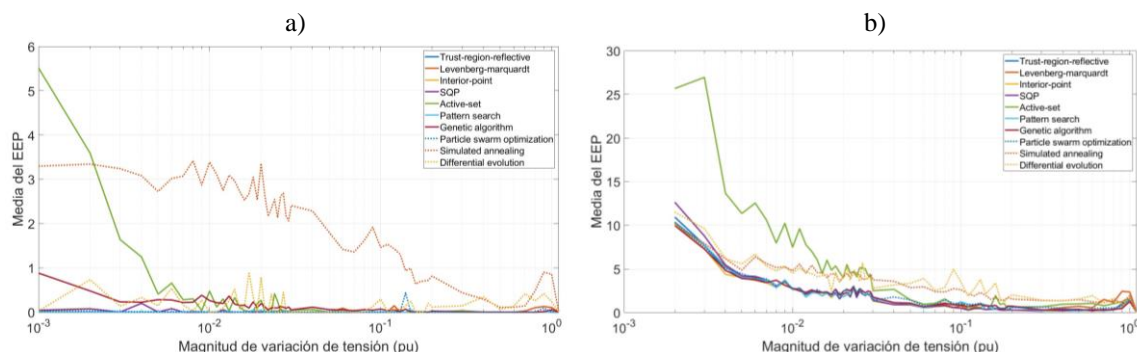 a)
b)
6
5
4
3
2
1
0
Media del EEP
Trust-region-reflective
Levenberg-marquardt
Interior-point
SQP
Active-set
Pattern search
Genetic algorithm
Particle swarm optimization
Simulated annealing
Differential evolution
10-3
10-2
10-1
100
Magnitud de variación de tensión (pu)
30
25
20
15
10
5
0
Media del EEP
Trust-region-reflective
Levenberg-marquardt
Interior-point
SQP
Active-set
Pattern search
Genetic algorithm
Particle swarm optimization
Simulated annealing
Differential evolution
10-3
10-2
10-1
100
Magnitud de variación de tensión (pu)